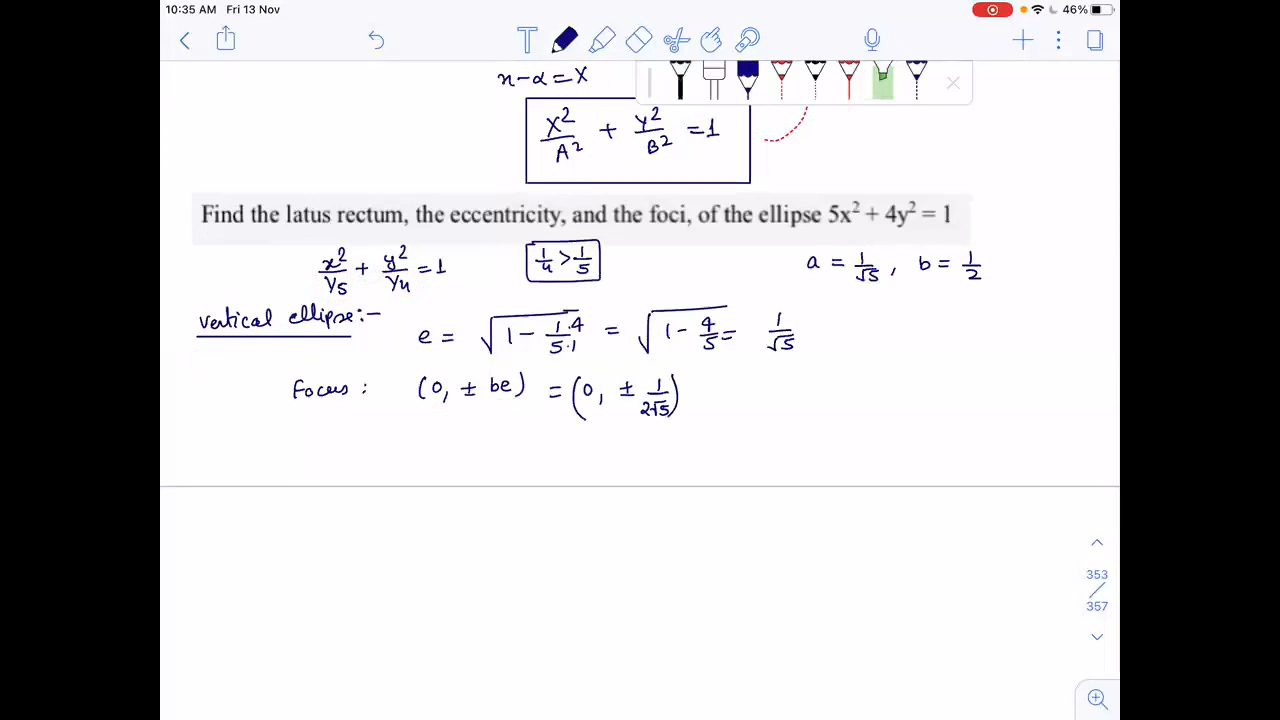 10:35 AM Fri 13 Nov 46%
T
x-α=X
X²/A² + Y²/B² =1
Find the latus rectum, the eccentricity, and the foci, of the ellipse 5x² + 4y² = 1
x²/1/5 + y²/1/4 =1
1/4 > 1/5
a = 1/√5, b = 1/2
Vertical ellipse:-
e = √(1 - 1·4/5·1) = √(1 - 4/5) = 1/√5
Focus : (0, ± be) = (0, ± 1/2√5)
353
/
357